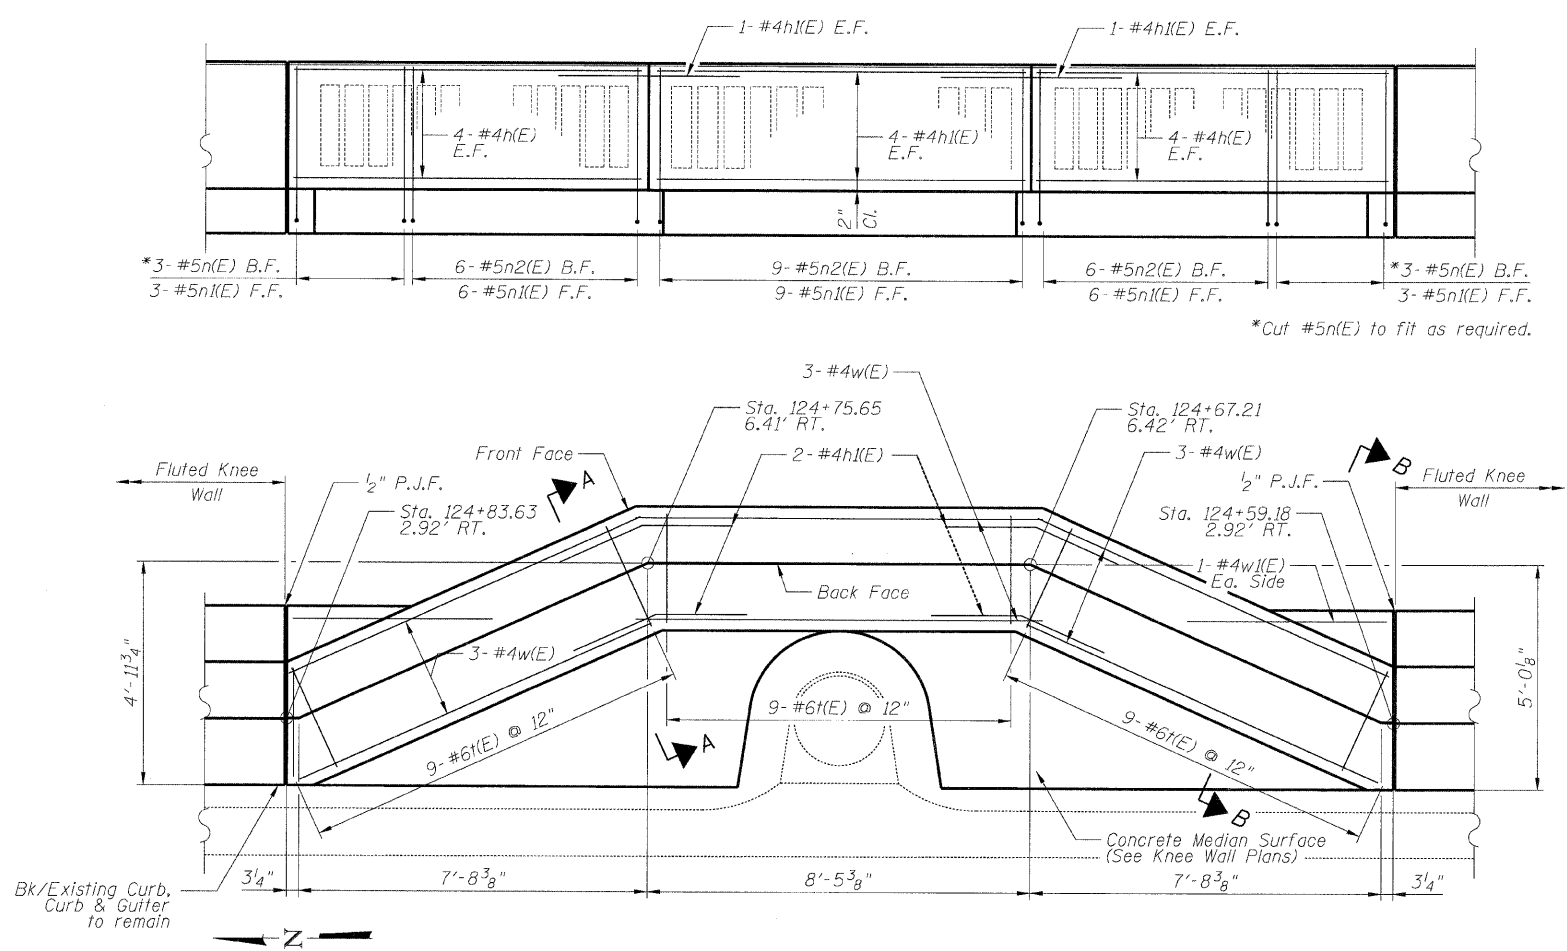 1- #4h1(E) E.F.
1- #4h1(E) E.F.
4- #4h(E)
E.F.
4- #4h1(E)
E.F.
4- #4h(E)
E.F.
2"
Cl.
*3- #5n(E) B.F.
3- #5n1(E) F.F.
6- #5n2(E) B.F.
6- #5n1(E) F.F.
9- #5n2(E) B.F.
9- #5n1(E) F.F.
6- #5n2(E) B.F.
6- #5n1(E) F.F.
*3- #5n(E) B.F.
3- #5n1(E) F.F.
*Cut #5n(E) to fit as required.
3- #4w(E)
Sta. 124+75.65
6.41' RT.
Sta. 124+67.21
6.42' RT.
Front Face
2- #4h1(E)
3- #4w(E)
A
B
Fluted Knee
Wall
1/2" P.J.F.
1/2" P.J.F.
Fluted Knee
Wall
Sta. 124+83.63
2.92' RT.
Sta. 124+59.18
2.92' RT.
1- #4w1(E)
Ea. Side
Back Face
4'-11 3/4"
3- #4w(E)
5'-0 1/8"
9- #6t(E) @ 12"
9- #6t(E) @ 12"
9- #6t(E) @ 12"
A
B
Concrete Median Surface
(See Knee Wall Plans)
3 1/4"
7'-8 3/8"
8'-5 3/8"
7'-8 3/8"
3 1/4"
Bk/Existing Curb,
Curb & Gutter
to remain
N